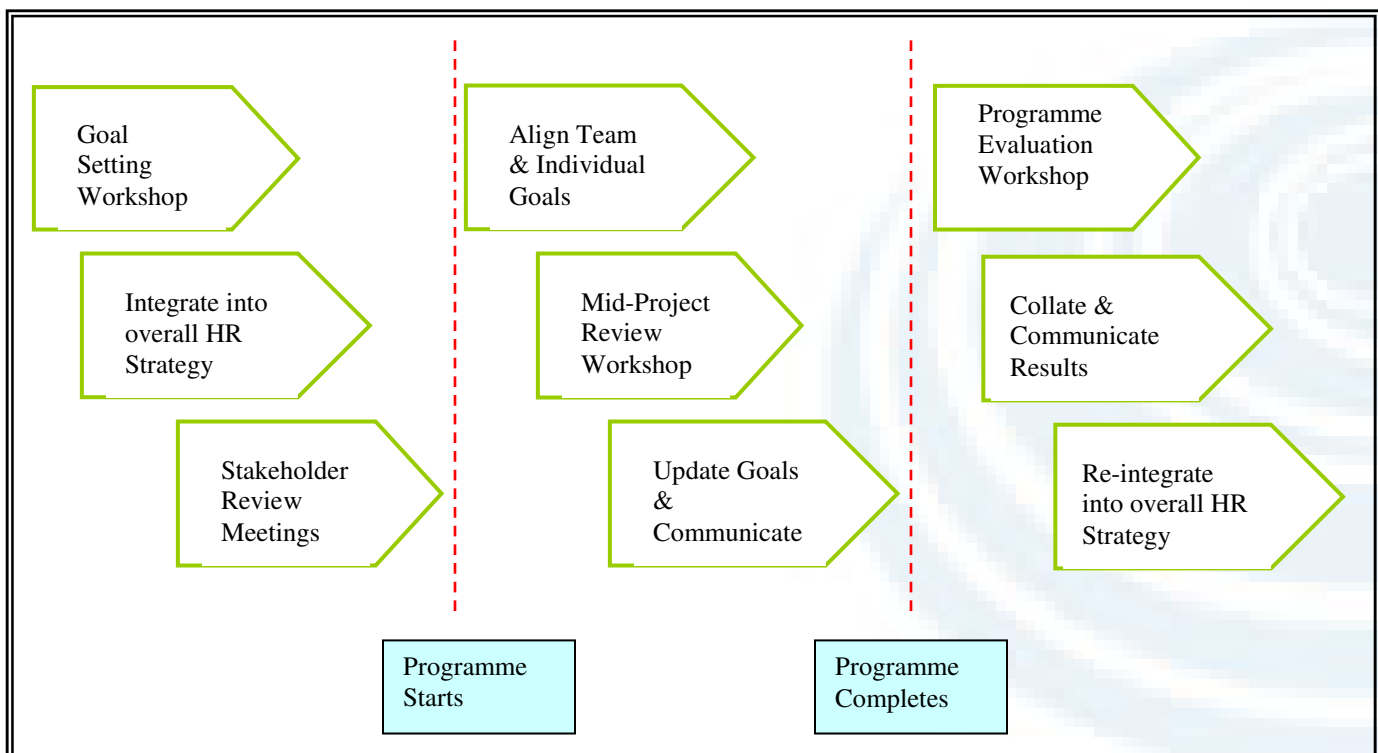 Goal
Setting
Workshop
Integrate into
overall HR
Strategy
Stakeholder
Review
Meetings
Align Team
& Individual
Goals
Mid-Project
Review
Workshop
Update Goals
&
Communicate
Programme
Evaluation
Workshop
Collate &
Communicate
Results
Re-integrate
into overall HR
Strategy
Programme
Starts
Programme
Completes